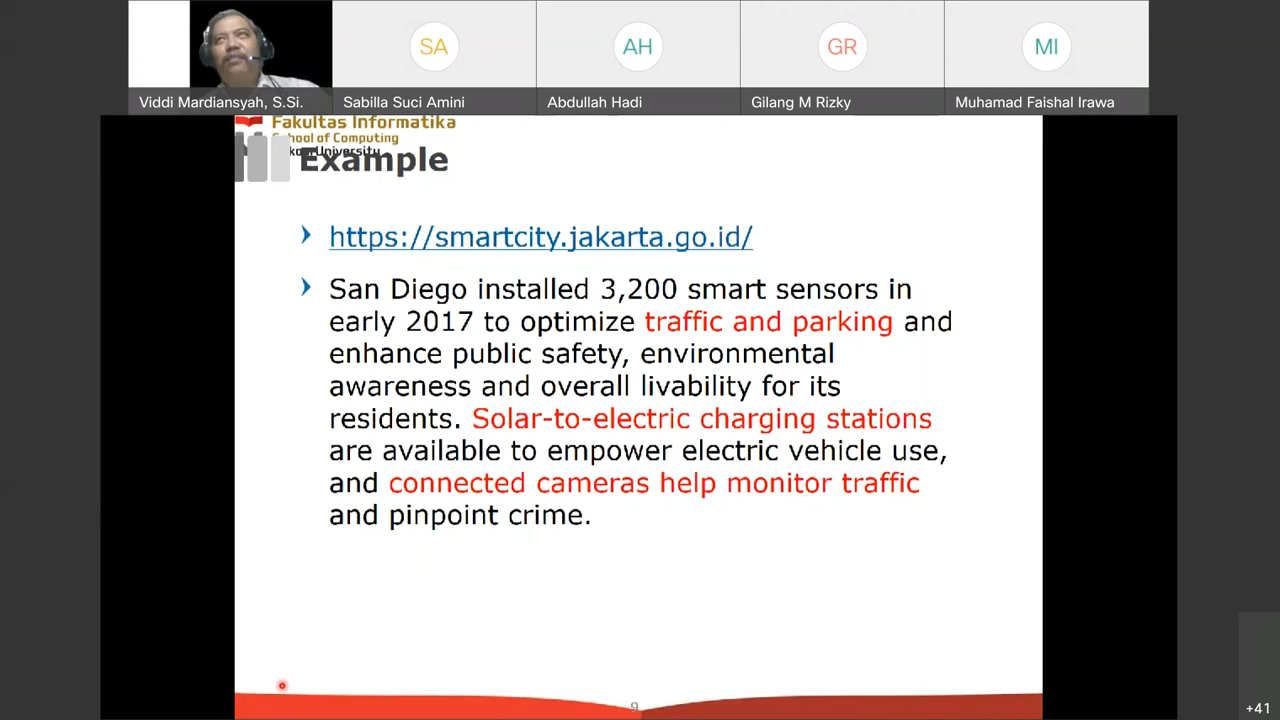 SA
AH
GR
MI
Viddi Mardiansyah, S.Si.
Sabilla Suci Amini
Abdullah Hadi
Gilang M Rizky
Muhamad Faishal Irawa
Fakultas Informatika
School of Computing
University
Example
https://smartcity.jakarta.go.id/
San Diego installed 3,200 smart sensors in
early 2017 to optimize traffic and parking and
enhance public safety, environmental
awareness and overall livability for its
residents. Solar-to-electric charging stations
are available to empower electric vehicle use,
and connected cameras help monitor traffic
and pinpoint crime.
9
+41